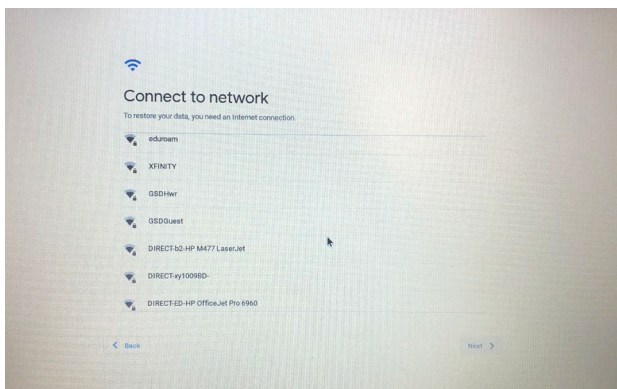 Connect to network
To restore your data, you need an Internet connection.
eduroam
XFINITY
GSDHwr
GSDGuest
DIRECT-b2-HP M477 LaserJet
DIRECT-xy1009BD-
DIRECT-ED-HP OfficeJet Pro 6960
Back
Next